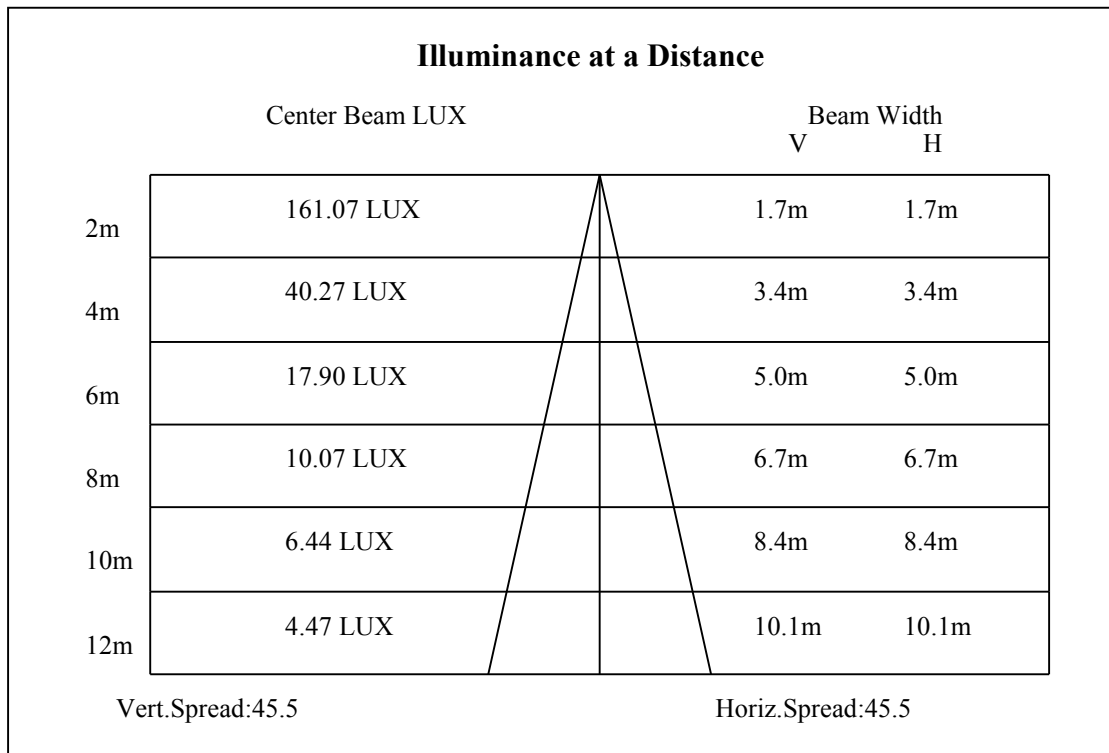 Illuminance at a Distance
Center Beam LUX Beam Width
V H
161.07 LUX 1.7m 1.7m
2m
40.27 LUX 3.4m 3.4m
4m
17.90 LUX 5.0m 5.0m
6m
10.07 LUX 6.7m 6.7m
8m
6.44 LUX 8.4m 8.4m
10m
4.47 LUX 10.1m 10.1m
12m
Vert.Spread:45.5 Horiz.Spread:45.5